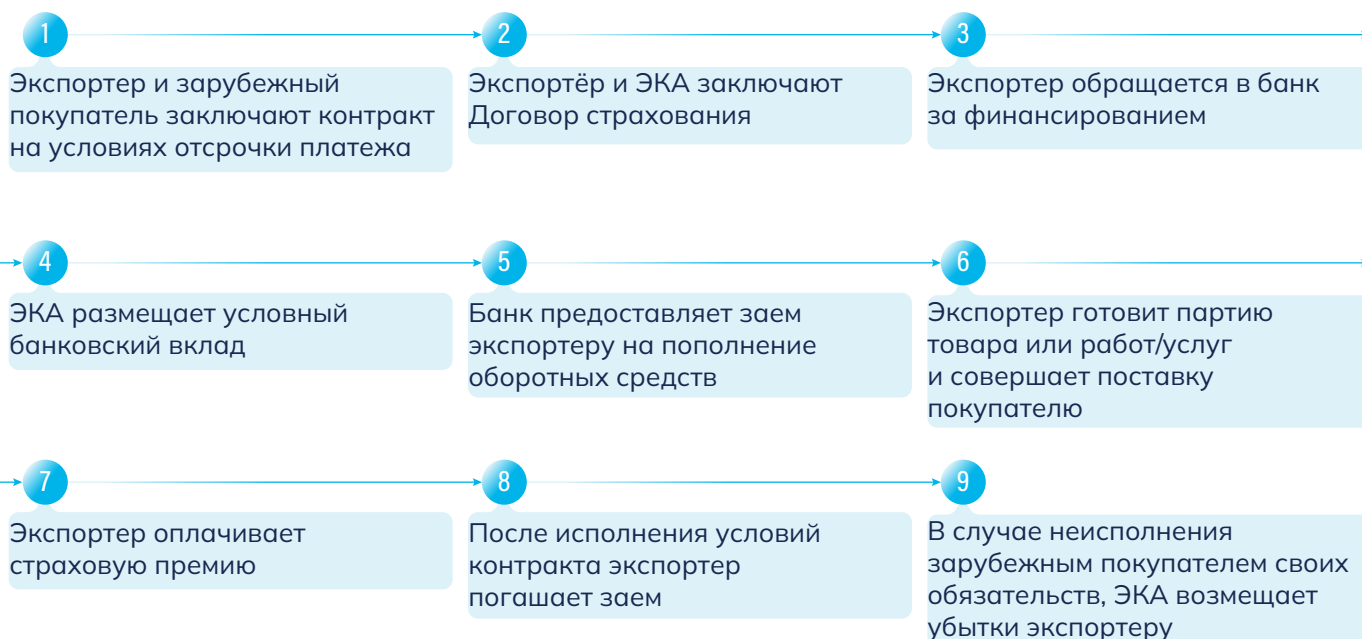 1
Экспортер и зарубежный
покупатель заключают контракт
на условиях отсрочки платежа
2
Экспортёр и ЭКА заключают
Договор страхования
3
Экспортер обращается в банк
за финансированием
4
ЭКА размещает условный
банковский вклад
5
Банк предоставляет заем
экспортеру на пополнение
оборотных средств
6
Экспортер готовит партию
товара или работ/услуг
и совершает поставку
покупателю
7
Экспортер оплачивает
страховую премию
8
После исполнения условий
контракта экспортер
погашает заем
9
В случае неисполнения
зарубежным покупателем своих
обязательств, ЭКА возмещает
убытки экспортеру